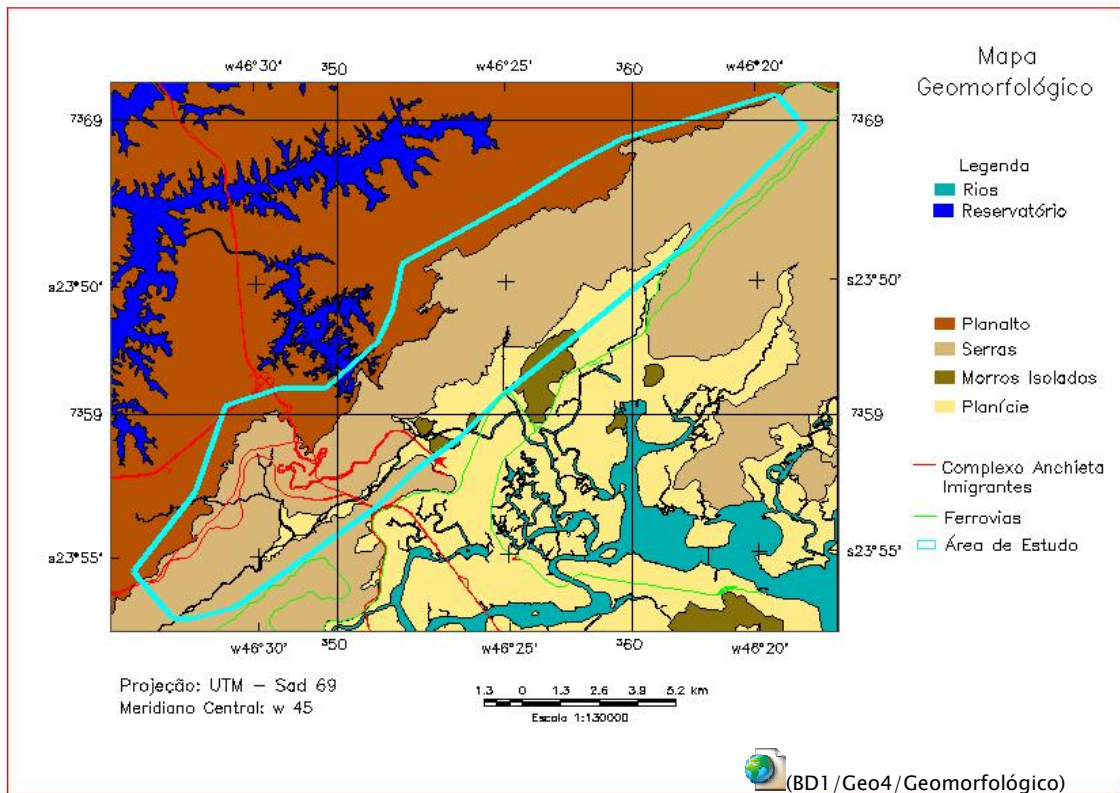 Mapa
Geomorfológico
w46°30' ³50 w46°25' ³60 w46°20'
7³69 7³69
s23°50' s23°50'
7³59 7³59
s23°55' s23°55'
w46°30' ³50 w46°25' ³60 w46°20'
Legenda
Rios
Reservatório
Planalto
Serras
Morros Isolados
Planície
Complexo Anchieta
Imigrantes
Ferrovias
Área de Estudo
Projeção: UTM - Sad 69
Meridiano Central: w 45
1.3 0 1.3 2.6 3.9 5.2 km
Escala 1:130000
(BD1/Geo4/Geomorfológico)